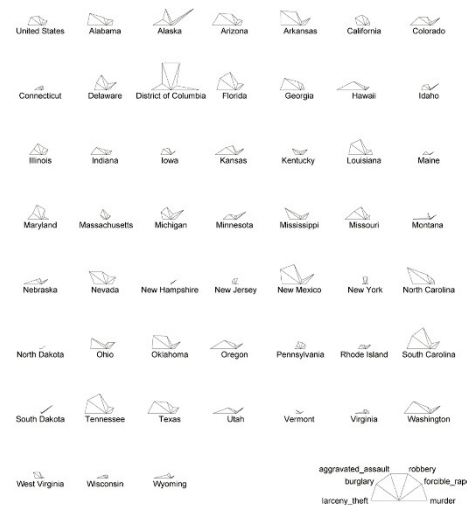 United States Alabama Alaska Arizona Arkansas California Colorado
Connecticut Delaware District of Columbia Florida Georgia Hawaii Idaho
Illinois Indiana Iowa Kansas Kentucky Louisiana Maine
Maryland Massachusetts Michigan Minnesota Mississippi Missouri Montana
Nebraska Nevada New Hampshire New Jersey New Mexico New York North Carolina
North Dakota Ohio Oklahoma Oregon Pennsylvania Rhode Island South Carolina
South Dakota Tennessee Texas Utah Vermont Virginia Washington
West Virginia Wisconsin Wyoming
aggravated_assault robbery
burglary forcible_rap
larceny_theft murder